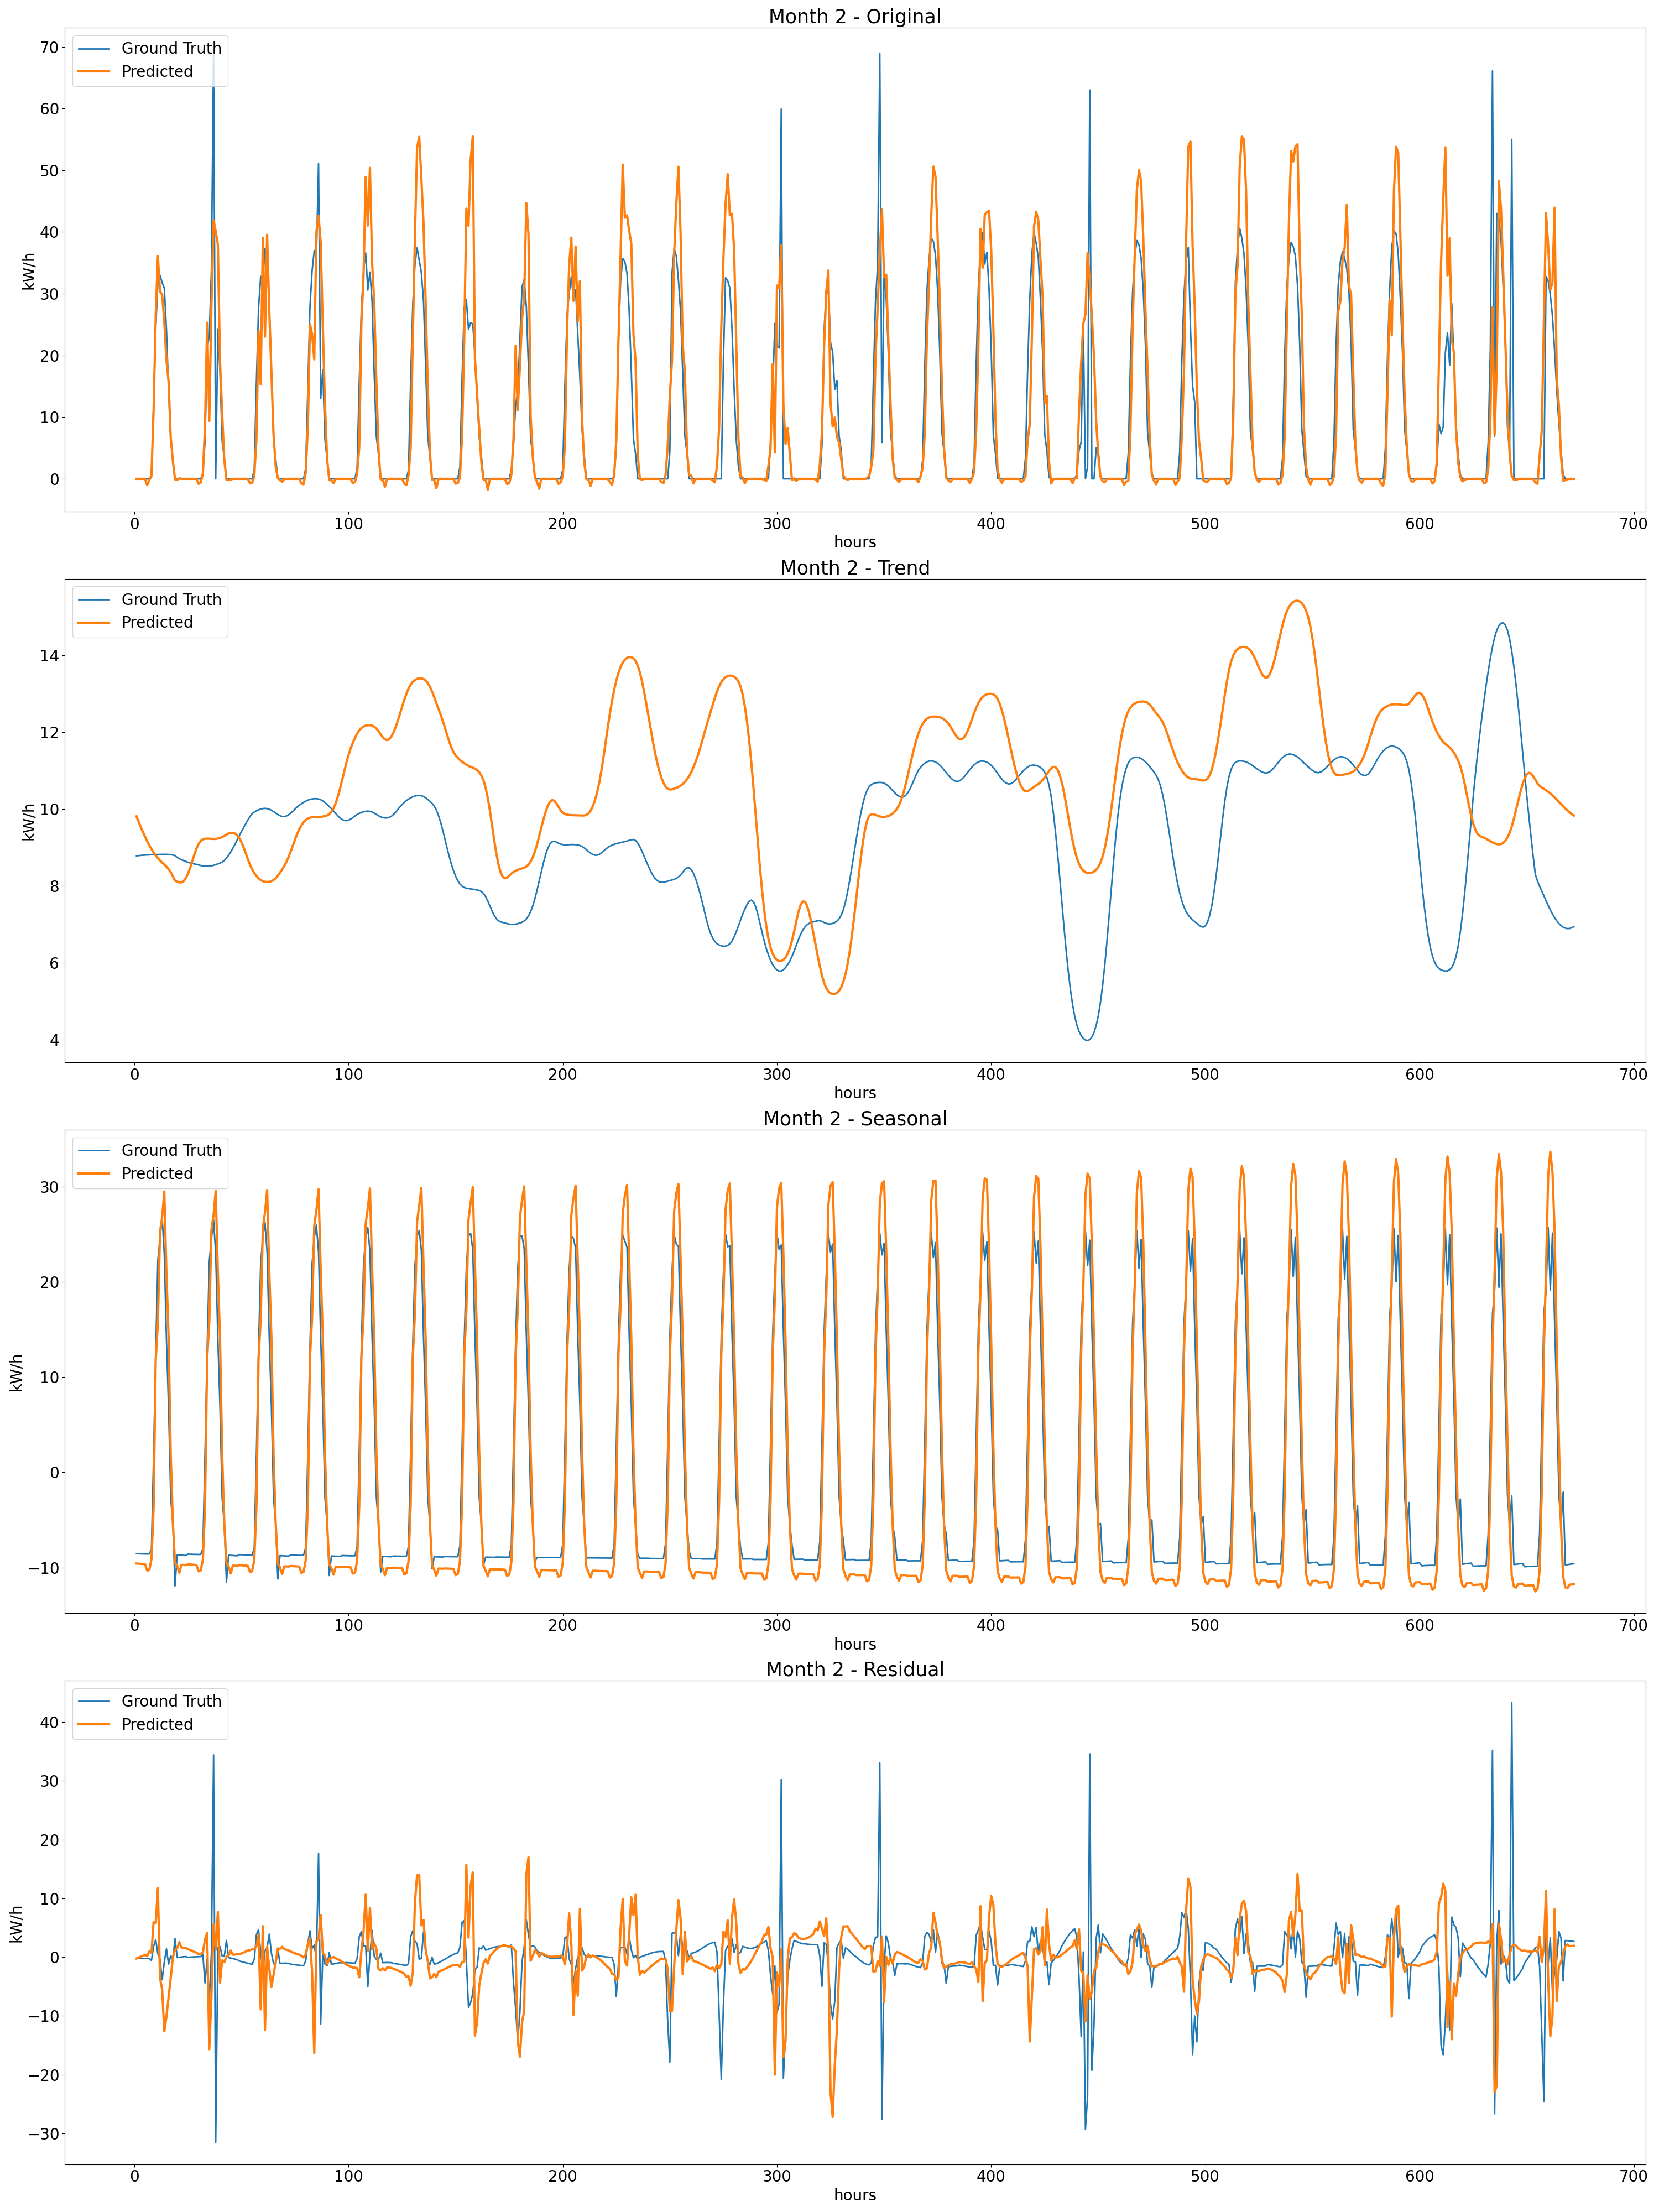 Month 2 - Original
Ground Truth
Predicted
kW/h
70
60
50
40
30
20
10
0
0 100 200 300 400 500 600 700
hours
Month 2 - Trend
Ground Truth
Predicted
kW/h
14
12
10
8
6
4
0 100 200 300 400 500 600 700
hours
Month 2 - Seasonal
Ground Truth
Predicted
kW/h
30
20
10
0
−10
0 100 200 300 400 500 600 700
hours
Month 2 - Residual
Ground Truth
Predicted
kW/h
40
30
20
10
0
−10
−20
−30
0 100 200 300 400 500 600 700
hours